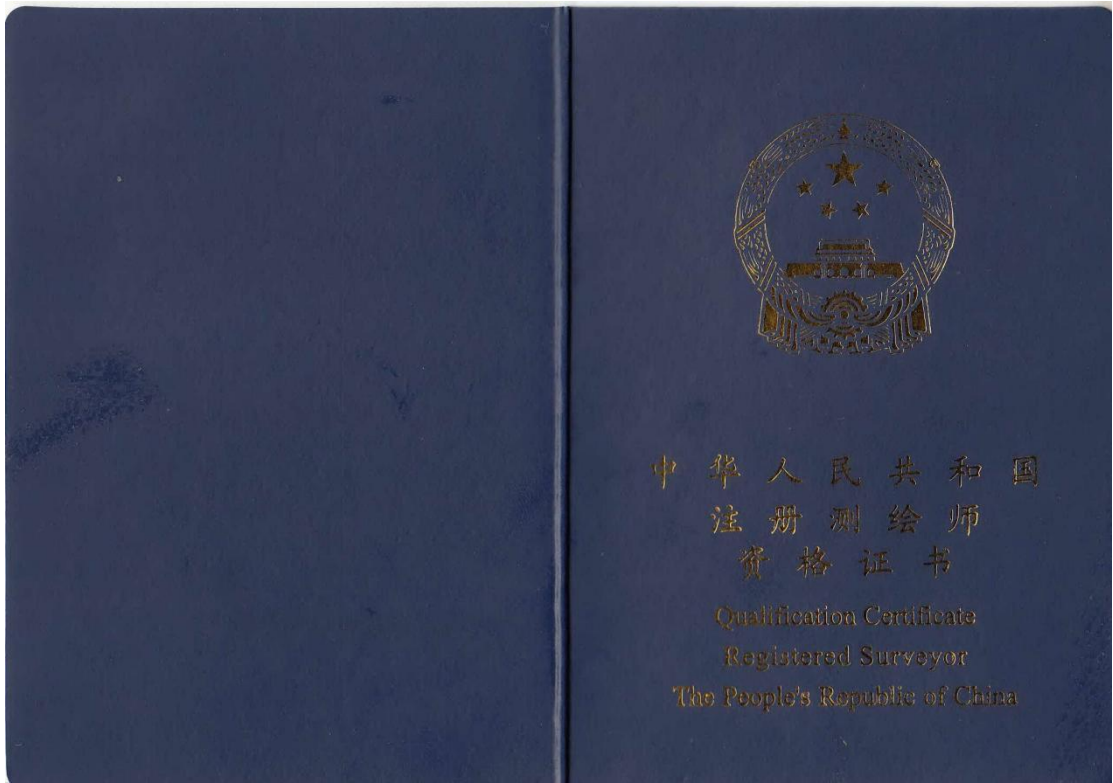 中华人民共和国
注册测绘师
资格证书
Qualification Certificate
Registered Surveyor
The People's Republic of China